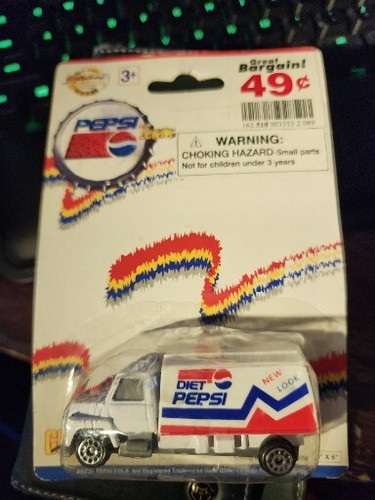 3+
Great
Bargain!
49¢
PEPSI
WARNING:
CHOKING HAZARD-Small parts
Not for children under 3 years
DIET
PEPSI
NEW
LOOK